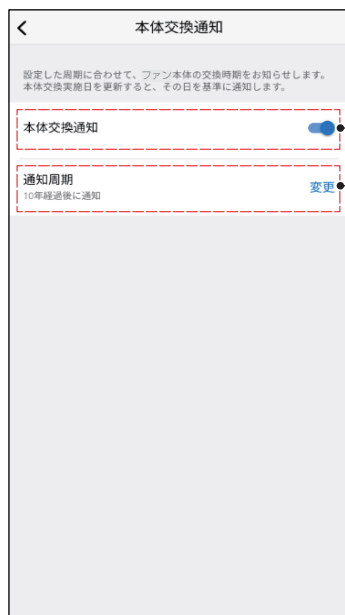 本体交換通知
設定した周期に合わせて、ファン本体の交換時期をお知らせします。
本体交換実施日を更新すると、その日を基準に通知します。
本体交換通知
通知周期
10年経過後に通知
変更